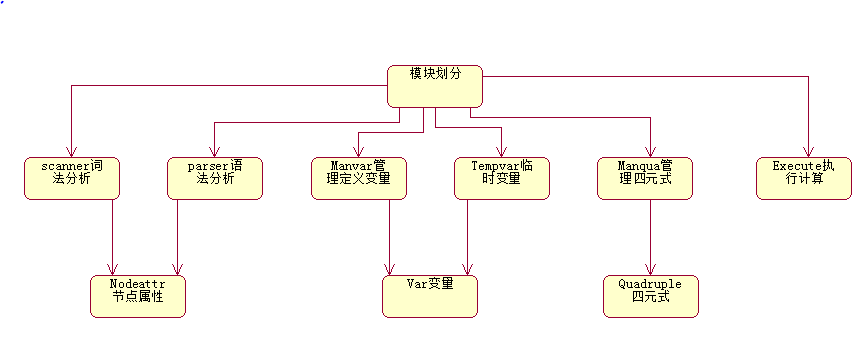 模块划分
scanner词
法分析
parser语
法分析
Manvar管
理定义变量
Tempvar临
时变量
Manqua管
理四元式
Execute执
行计算
Nodeattr
节点属性
Var变量
Quadruple
四元式